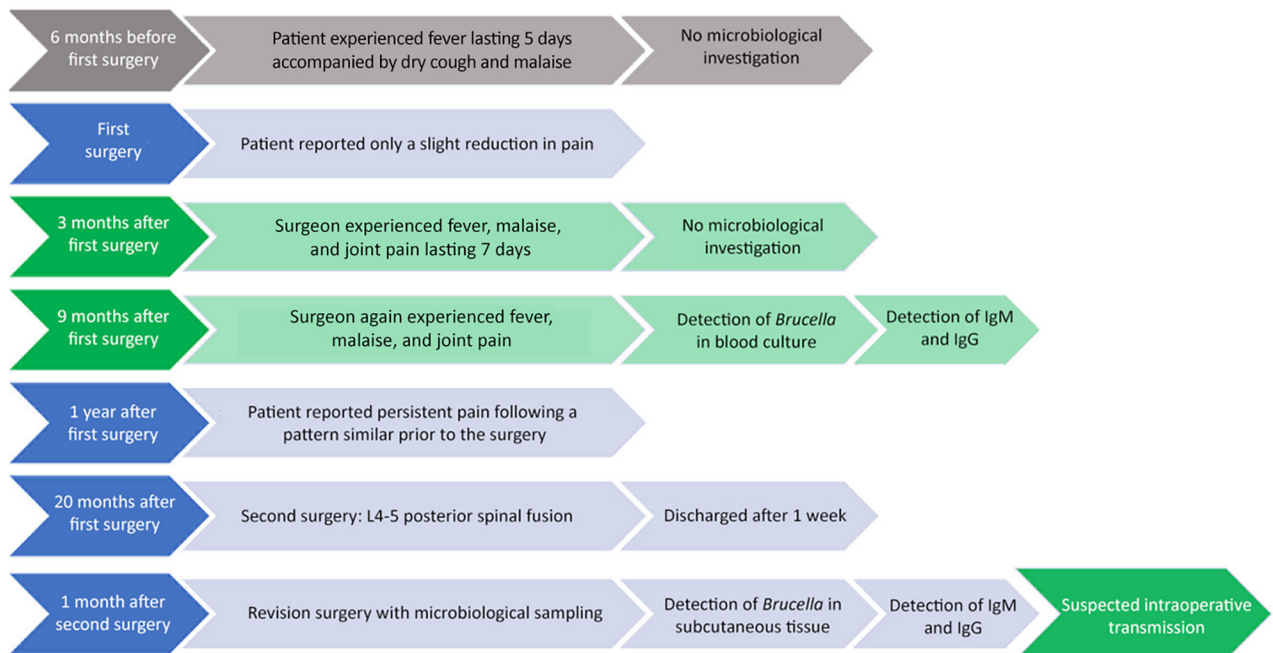 6 months before
first surgery
Patient experienced fever lasting 5 days
accompanied by dry cough and malaise
No microbiological
investigation
First
surgery
Patient reported only a slight reduction in pain
3 months after
first surgery
Surgeon experienced fever, malaise,
and joint pain lasting 7 days
No microbiological
investigation
9 months after
first surgery
Surgeon again experienced fever,
malaise, and joint pain
Detection of Brucella
in blood culture
Detection of IgM
and IgG
1 year after
first surgery
Patient reported persistent pain following a
pattern similar prior to the surgery
20 months after
first surgery
Second surgery: L4-5 posterior spinal fusion
Discharged after 1 week
1 month after
second surgery
Revision surgery with microbiological sampling
Detection of Brucella in
subcutaneous tissue
Detection of IgM
and IgG
Suspected intraoperative
transmission